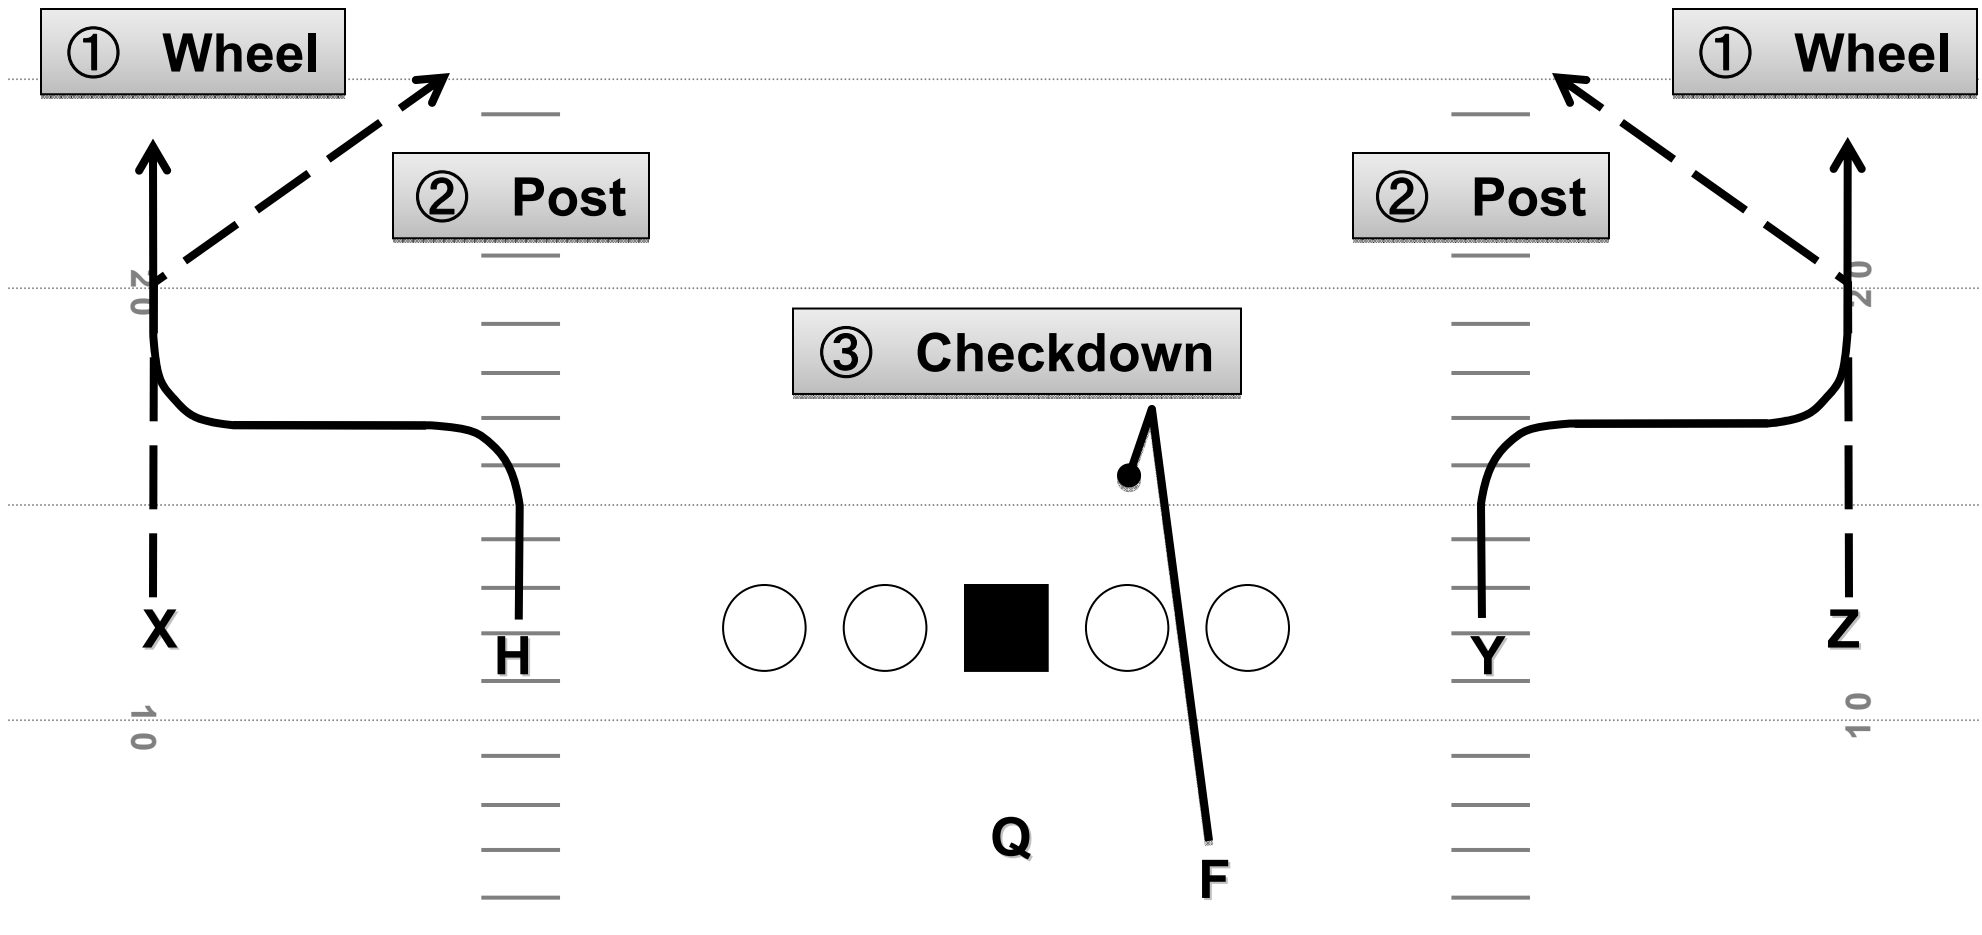 ① Wheel
① Wheel
② Post
② Post
20
20
③ Checkdown
X
Z
H
Y
10
10
Q
F